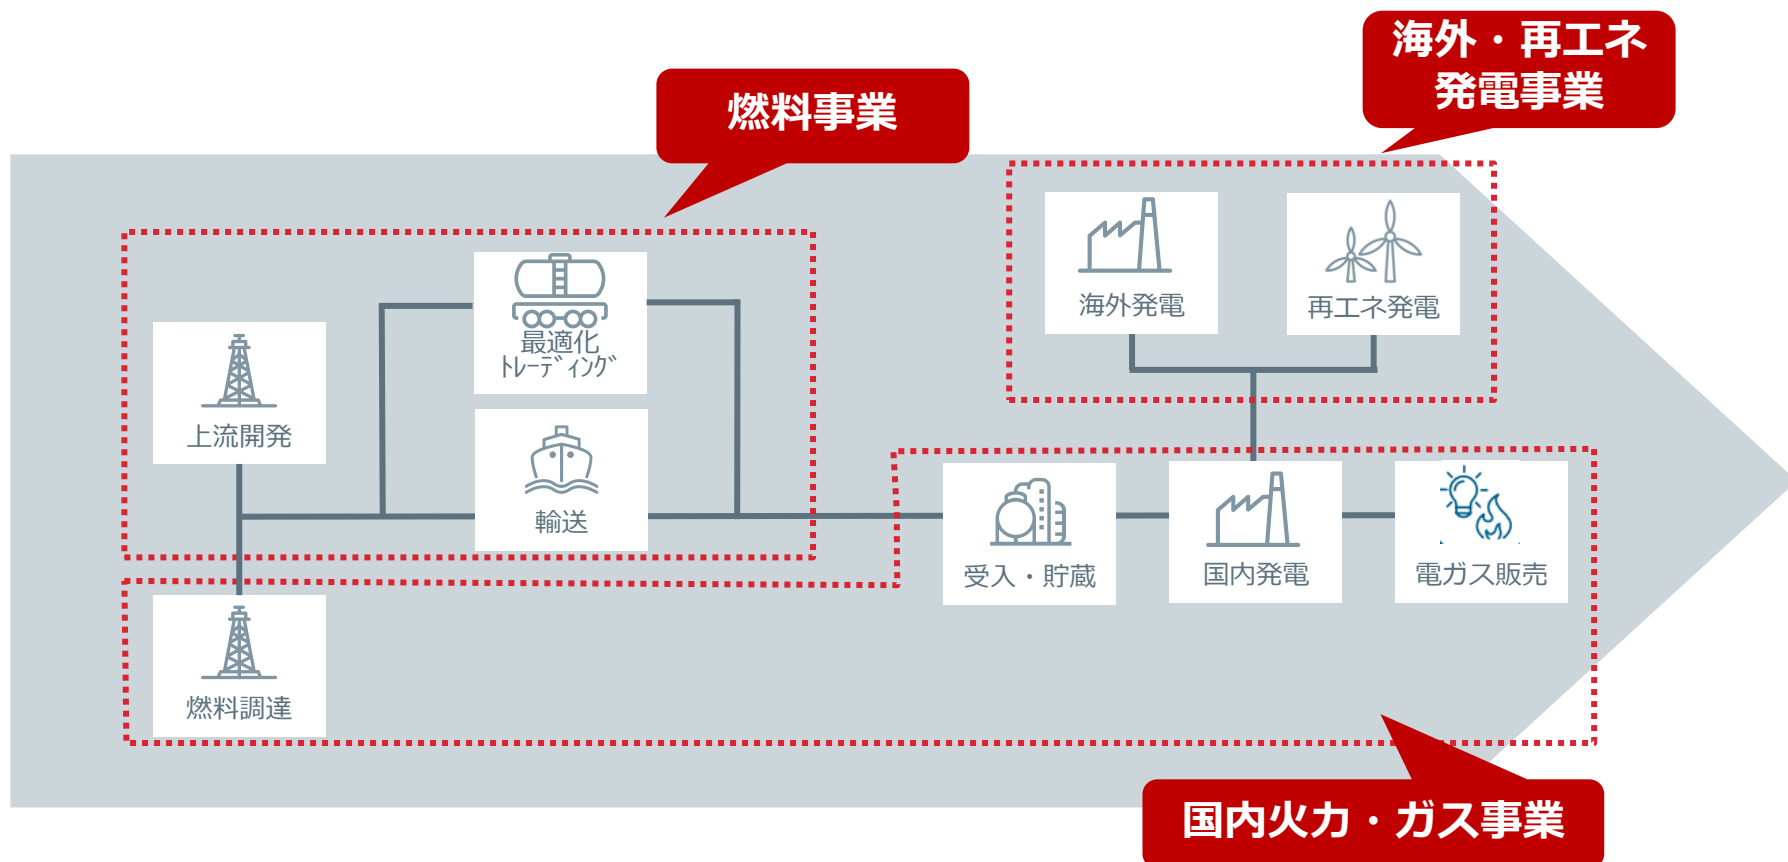 海外・再エネ
発電事業
燃料事業
海外発電
再エネ発電
最適化
ﾄﾚｰﾃﾞｨﾝｸﾞ
上流開発
輸送
受入・貯蔵
国内発電
電ガス販売
燃料調達
国内火力・ガス事業